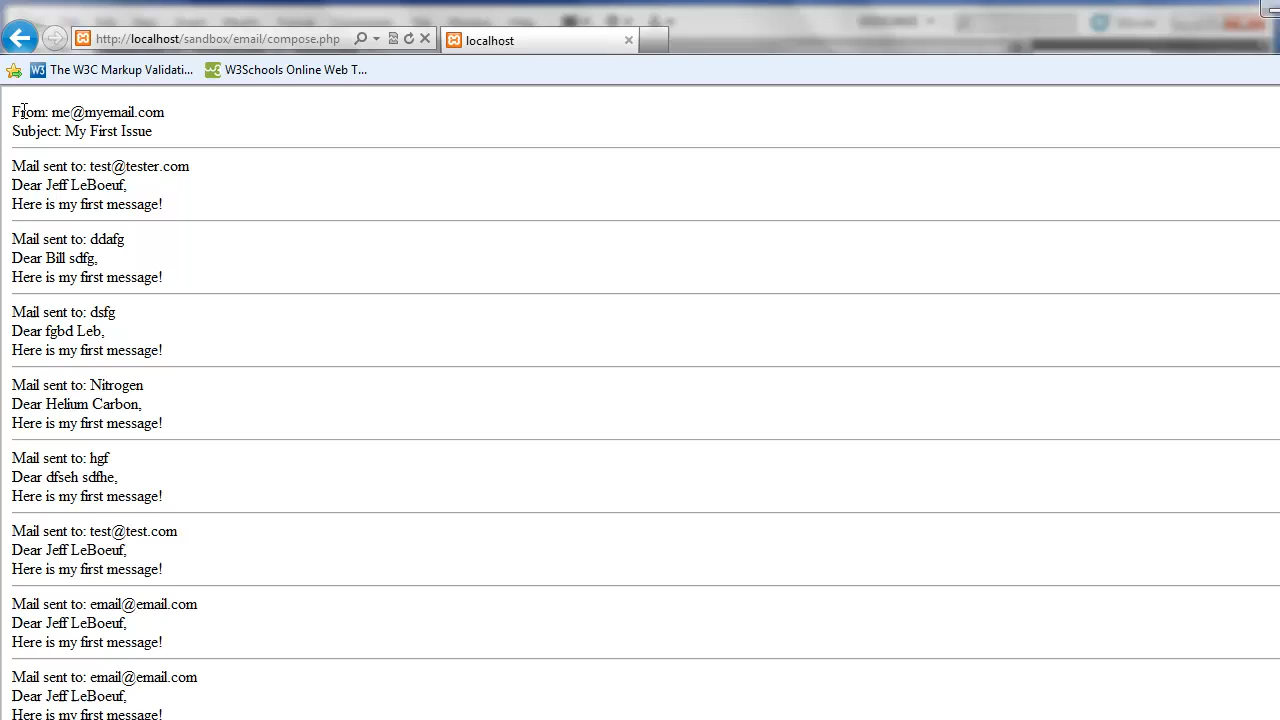 http://localhost/sandbox/email/compose.php
localhost
The W3C Markup Validati...
W3Schools Online Web T...
From: me@myemail.com
Subject: My First Issue
Mail sent to: test@tester.com
Dear Jeff LeBoeuf,
Here is my first message!
Mail sent to: ddafg
Dear Bill sdfg,
Here is my first message!
Mail sent to: dsfg
Dear fgbd Leb,
Here is my first message!
Mail sent to: Nitrogen
Dear Helium Carbon,
Here is my first message!
Mail sent to: hgf
Dear dfseh sdfhe,
Here is my first message!
Mail sent to: test@test.com
Dear Jeff LeBoeuf,
Here is my first message!
Mail sent to: email@email.com
Dear Jeff LeBoeuf,
Here is my first message!
Mail sent to: email@email.com
Dear Jeff LeBoeuf,
Here is my first message!